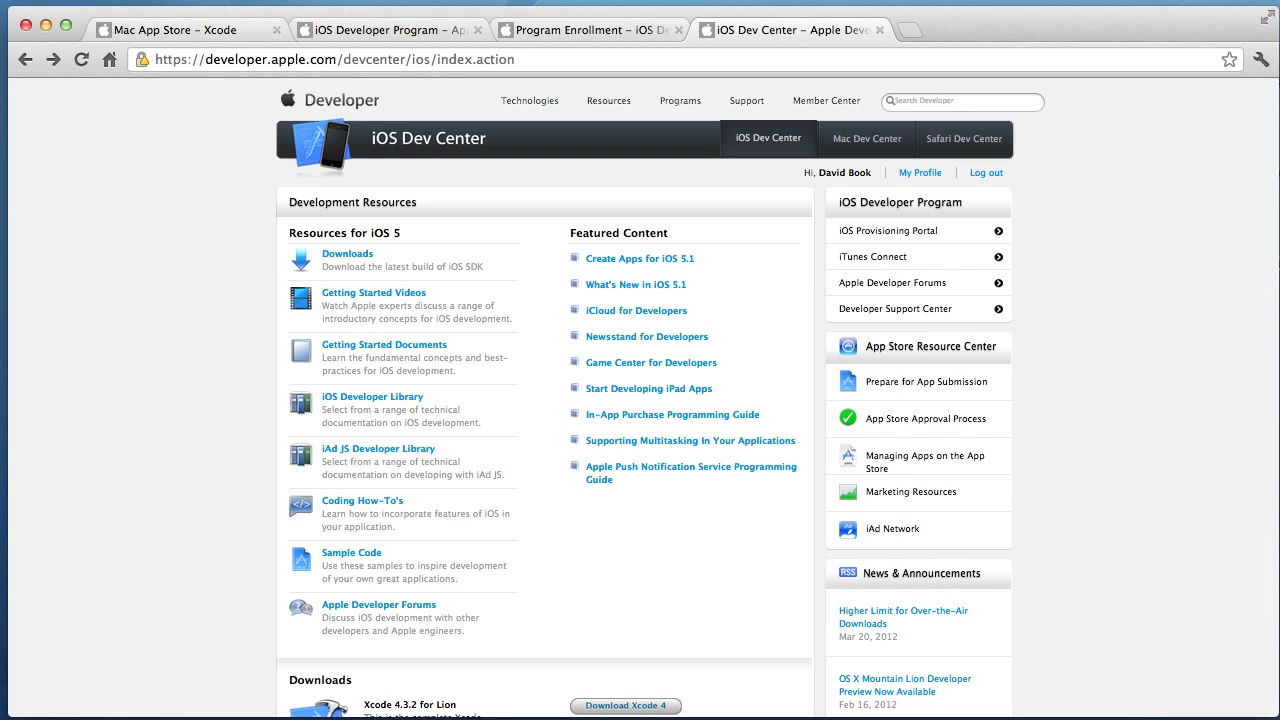 Mac App Store – Xcode
iOS Developer Program – Ap
Program Enrollment – iOS De
iOS Dev Center – Apple Deve
https://developer.apple.com/devcenter/ios/index.action
Developer
Technologies
Resources
Programs
Support
Member Center
Search Developer
iOS Dev Center
iOS Dev Center
Mac Dev Center
Safari Dev Center
Hi, David Book
My Profile
Log out
Development Resources
Resources for iOS 5
Downloads
Download the latest build of iOS SDK
Getting Started Videos
Watch Apple experts discuss a range of
introductory concepts for iOS development.
Getting Started Documents
Learn the fundamental concepts and best-
practices for iOS development.
iOS Developer Library
Select from a range of technical
documentation on iOS development.
iAd JS Developer Library
Select from a range of technical
documentation on developing with iAd JS.
Coding How-To's
Learn how to incorporate features of iOS in
your application.
Sample Code
Use these samples to inspire development
of your own great applications.
Apple Developer Forums
Discuss iOS development with other
developers and Apple engineers.
Featured Content
Create Apps for iOS 5.1
What's New in iOS 5.1
iCloud for Developers
Newsstand for Developers
Game Center for Developers
Start Developing iPad Apps
In-App Purchase Programming Guide
Supporting Multitasking In Your Applications
Apple Push Notification Service Programming
Guide
Downloads
Xcode 4.3.2 for Lion
This is the complete Xcode
Download Xcode 4
iOS Developer Program
iOS Provisioning Portal
iTunes Connect
Apple Developer Forums
Developer Support Center
App Store Resource Center
Prepare for App Submission
App Store Approval Process
Managing Apps on the App
Store
Marketing Resources
iAd Network
RSS News & Announcements
Higher Limit for Over-the-Air
Downloads
Mar 20, 2012
OS X Mountain Lion Developer
Preview Now Available
Feb 16, 2012